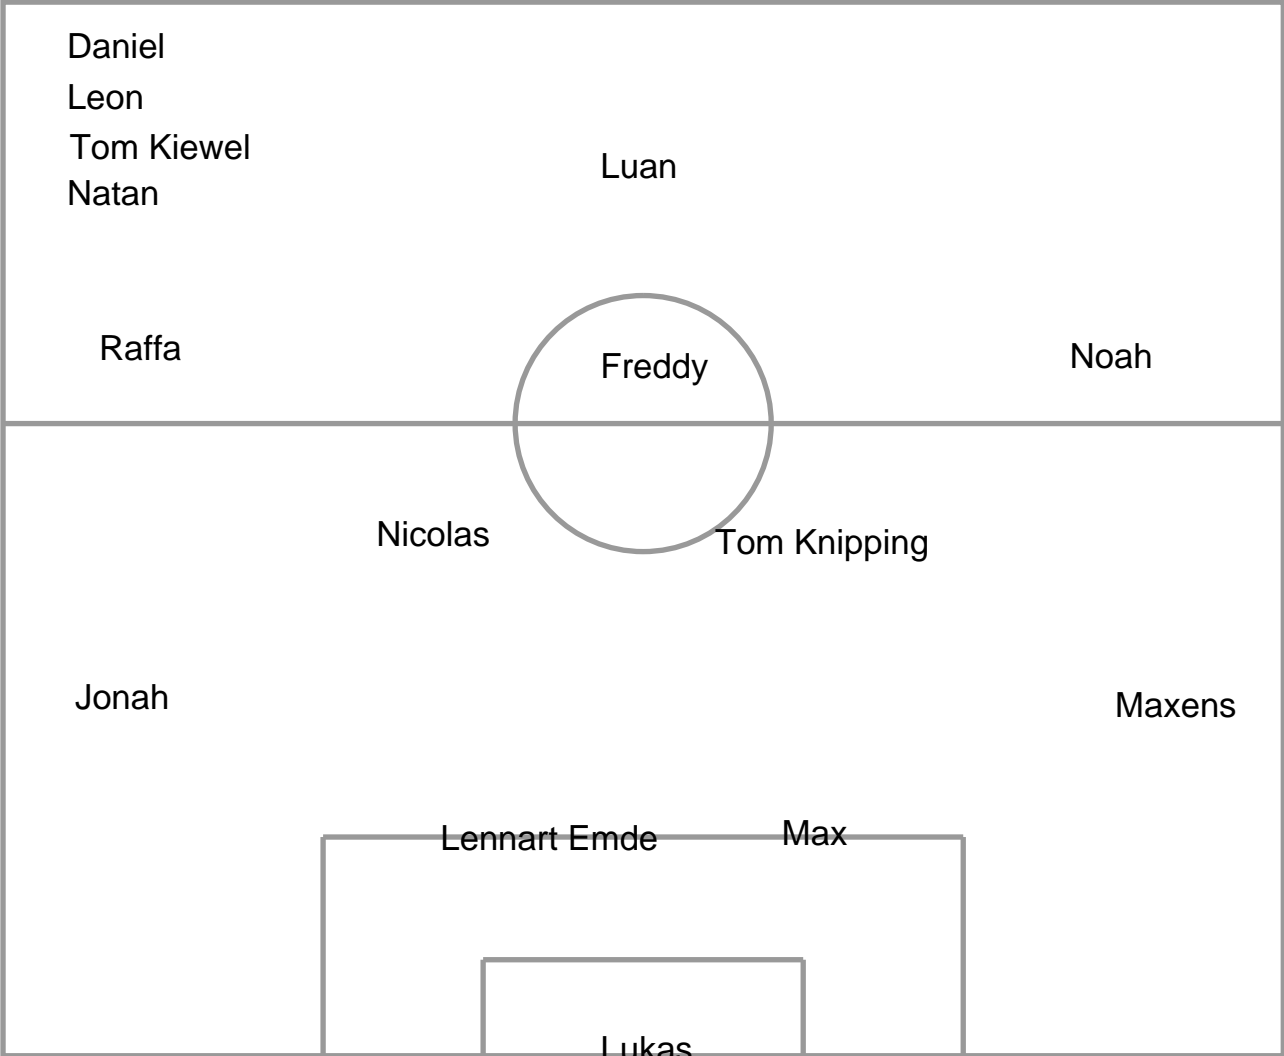 Daniel
Leon
Tom Kiewel
Natan
Luan
Raffa
Freddy
Noah
Nicolas
Tom Knipping
Jonah
Maxens
Lennart Emde
Max
Lukas